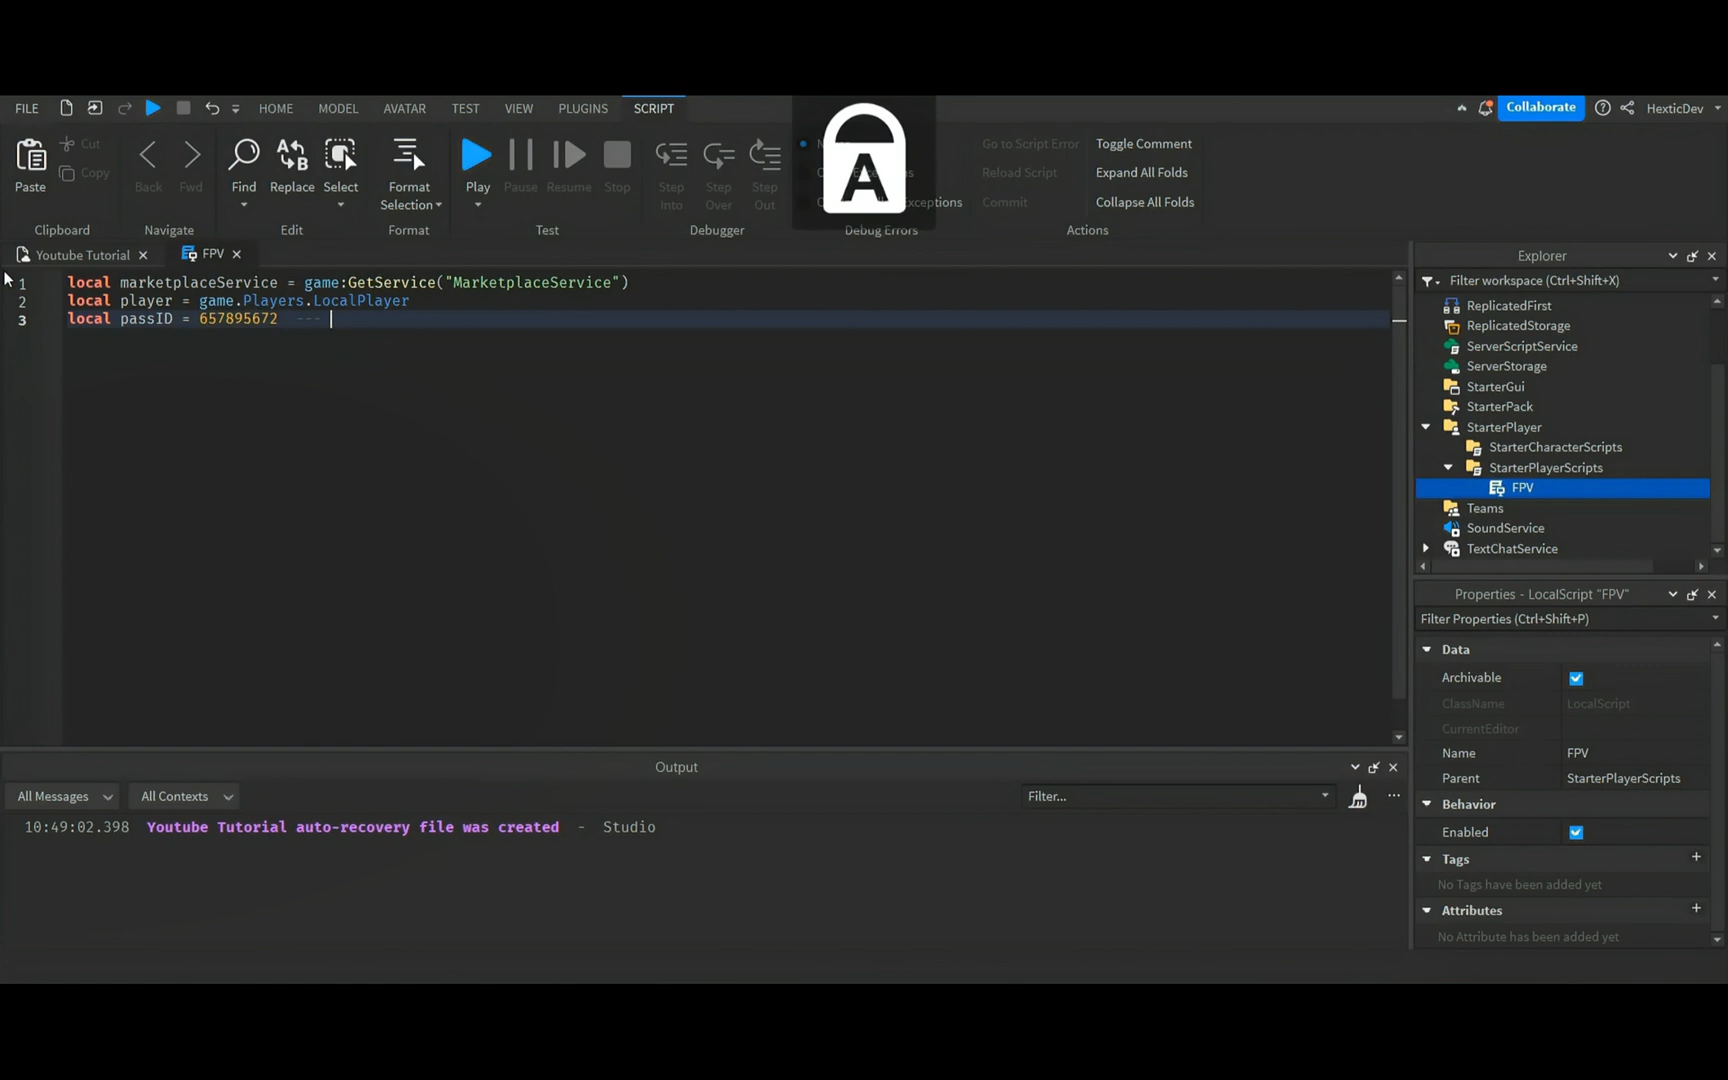 FILE HOME MODEL AVATAR TEST VIEW PLUGINS SCRIPT Collaborate HexticDev
Paste Cut Copy
Clipboard
Back Fwd
Navigate
Find Replace Select
Edit
Format Selection
Format
Play Pause Resume Stop
Test
Step Into Step Over Step Out
Debugger
A
Exceptions
Debug Errors
Go to Script Error
Reload Script
Commit
Toggle Comment
Expand All Folds
Collapse All Folds
Actions
Youtube Tutorial FPV
1 local marketplaceService = game:GetService("MarketplaceService")
2 local player = game.Players.LocalPlayer
3 local passID = 657895672 ---
Output
All Messages All Contexts Filter...
10:49:02.398 Youtube Tutorial auto-recovery file was created - Studio
Explorer
Filter workspace (Ctrl+Shift+X)
ReplicatedFirst
ReplicatedStorage
ServerScriptService
ServerStorage
StarterGui
StarterPack
StarterPlayer
StarterCharacterScripts
StarterPlayerScripts
FPV
Teams
SoundService
TextChatService
Properties - LocalScript "FPV"
Filter Properties (Ctrl+Shift+P)
Data
Archivable
ClassName LocalScript
CurrentEditor
Name FPV
Parent StarterPlayerScripts
Behavior
Enabled
Tags +
No Tags have been added yet
Attributes +
No Attribute has been added yet